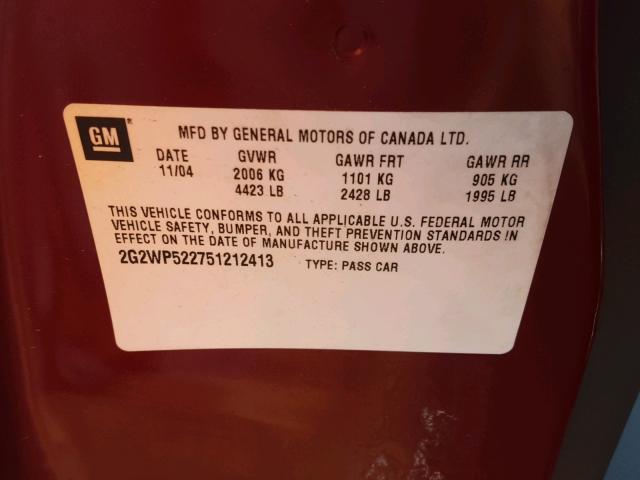 GM
MFD BY GENERAL MOTORS OF CANADA LTD.
DATE GVWR GAWR FRT GAWR RR
11/04 2006 KG 1101 KG 905 KG
4423 LB 2428 LB 1995 LB
THIS VEHICLE CONFORMS TO ALL APPLICABLE U.S. FEDERAL MOTOR
VEHICLE SAFETY, BUMPER, AND THEFT PREVENTION STANDARDS IN
EFFECT ON THE DATE OF MANUFACTURE SHOWN ABOVE.
2G2WP522751212413 TYPE: PASS CAR